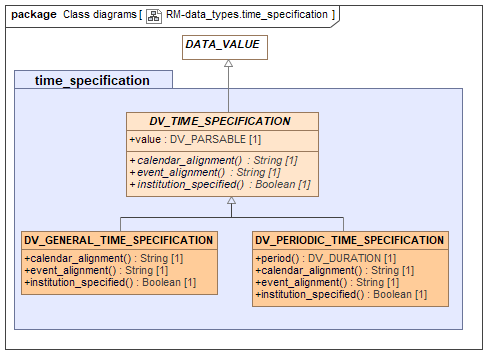 package Class diagrams [ RM-data_types.time_specification ]
DATA_VALUE
time_specification
DV_TIME_SPECIFICATION
+value : DV_PARSABLE [1]
+calendar_alignment() : String [1]
+event_alignment() : String [1]
+institution_specified() : Boolean [1]
DV_GENERAL_TIME_SPECIFICATION
+calendar_alignment() : String [1]
+event_alignment() : String [1]
+institution_specified() : Boolean [1]
DV_PERIODIC_TIME_SPECIFICATION
+period() : DV_DURATION [1]
+calendar_alignment() : String [1]
+event_alignment() : String [1]
+institution_specified() : Boolean [1]